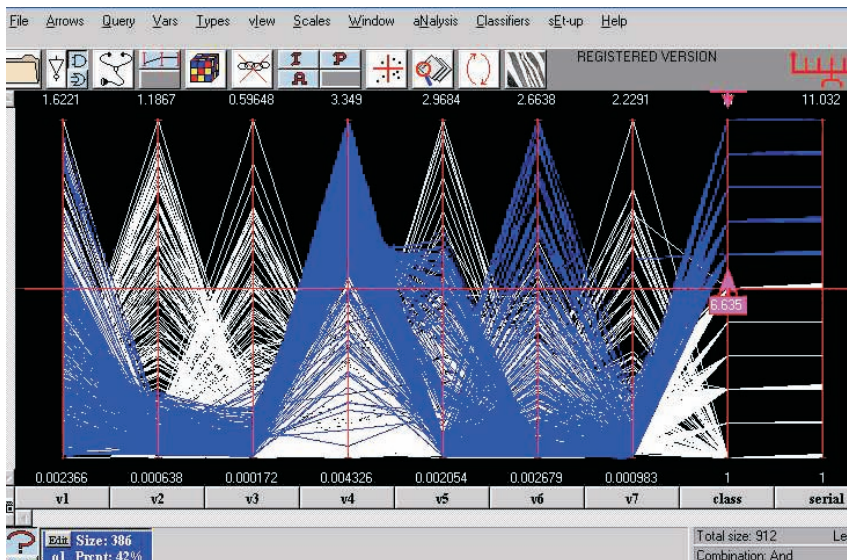 File Arrows Query Vars Types vIew Scales Window aNalysis Classifiers sEt-up Help
I P A
REGISTERED VERSION
1.6221 1.1867 0.59648 3.349 2.9684 2.6638 2.2291 11.032
6.635
0.002366 0.000638 0.000172 0.004326 0.002054 0.002679 0.000983 1 1
v1 v2 v3 v4 v5 v6 v7 class serial
? Edit Size: 386 Total size: 912 Le
q1 Prcnt: 42% Combination: And